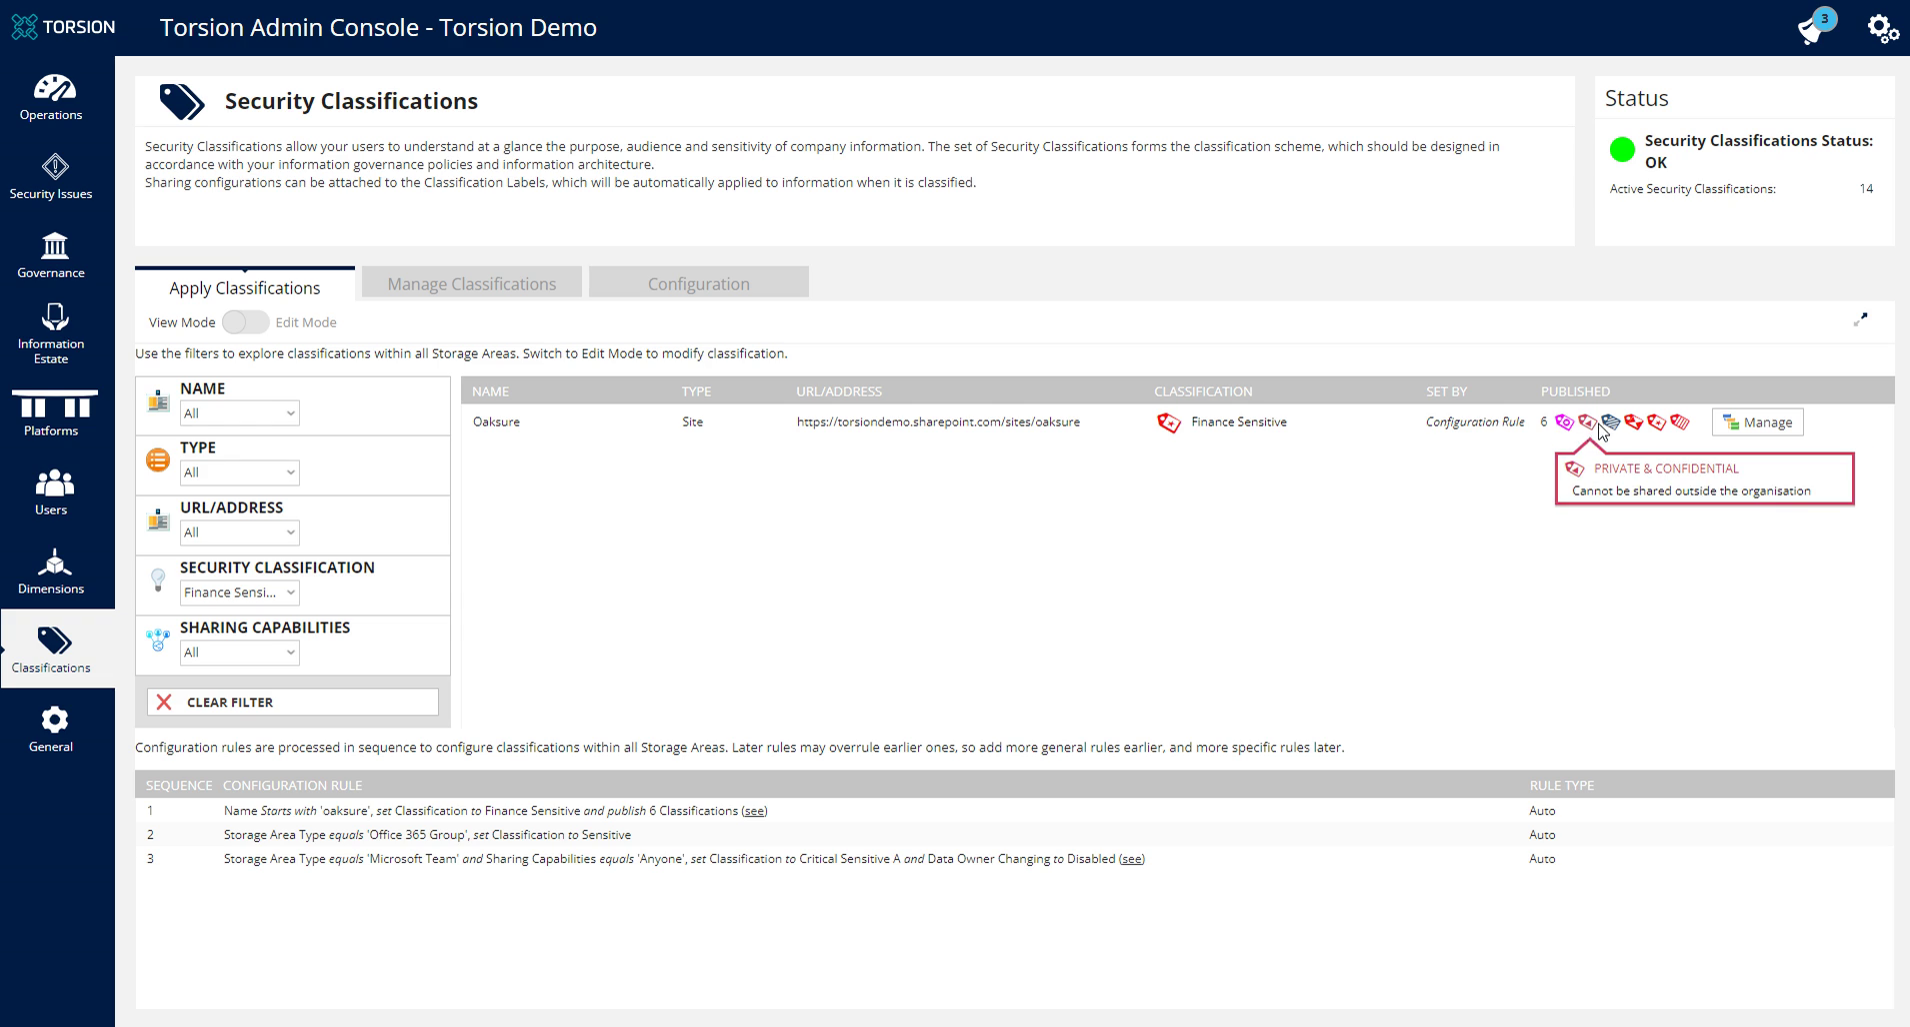 TORSION
Torsion Admin Console - Torsion Demo
3
Operations
Security Issues
Governance
Information
Estate
Platforms
Users
Dimensions
Classifications
General
Security Classifications
Security Classifications allow your users to understand at a glance the purpose, audience and sensitivity of company information. The set of Security Classifications forms the classification scheme, which should be designed in
accordance with your information governance policies and information architecture.
Sharing configurations can be attached to the Classification Labels, which will be automatically applied to information when it is classified.
Status
Security Classifications Status:
OK
Active Security Classifications: 14
Apply Classifications Manage Classifications Configuration
View Mode Edit Mode
Use the filters to explore classifications within all Storage Areas. Switch to Edit Mode to modify classification.
NAME
All
TYPE
All
URL/ADDRESS
All
SECURITY CLASSIFICATION
Finance Sensi...
SHARING CAPABILITIES
All
CLEAR FILTER
NAME TYPE URL/ADDRESS CLASSIFICATION SET BY PUBLISHED
Oaksure Site https://torsiondemo.sharepoint.com/sites/oaksure Finance Sensitive Configuration Rule 6 Manage
PRIVATE & CONFIDENTIAL
Cannot be shared outside the organisation
Configuration rules are processed in sequence to configure classifications within all Storage Areas. Later rules may overrule earlier ones, so add more general rules earlier, and more specific rules later.
SEQUENCE CONFIGURATION RULE RULE TYPE
1 Name Starts with 'oaksure', set Classification to Finance Sensitive and publish 6 Classifications (see) Auto
2 Storage Area Type equals 'Office 365 Group', set Classification to Sensitive Auto
3 Storage Area Type equals 'Microsoft Team' and Sharing Capabilities equals 'Anyone', set Classification to Critical Sensitive A and Data Owner Changing to Disabled (see) Auto